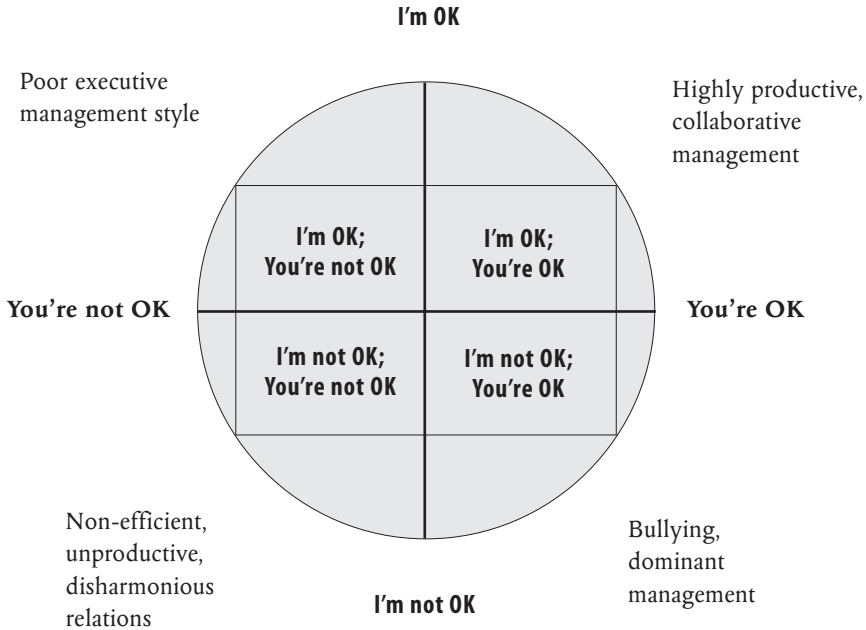 I'm OK
Poor executive
management style
Highly productive,
collaborative
management
I'm OK;
You're not OK
I'm OK;
You're OK
You're not OK
You're OK
I'm not OK;
You're not OK
I'm not OK;
You're OK
Non-efficient,
unproductive,
disharmonious
relations
Bullying,
dominant
management
I'm not OK